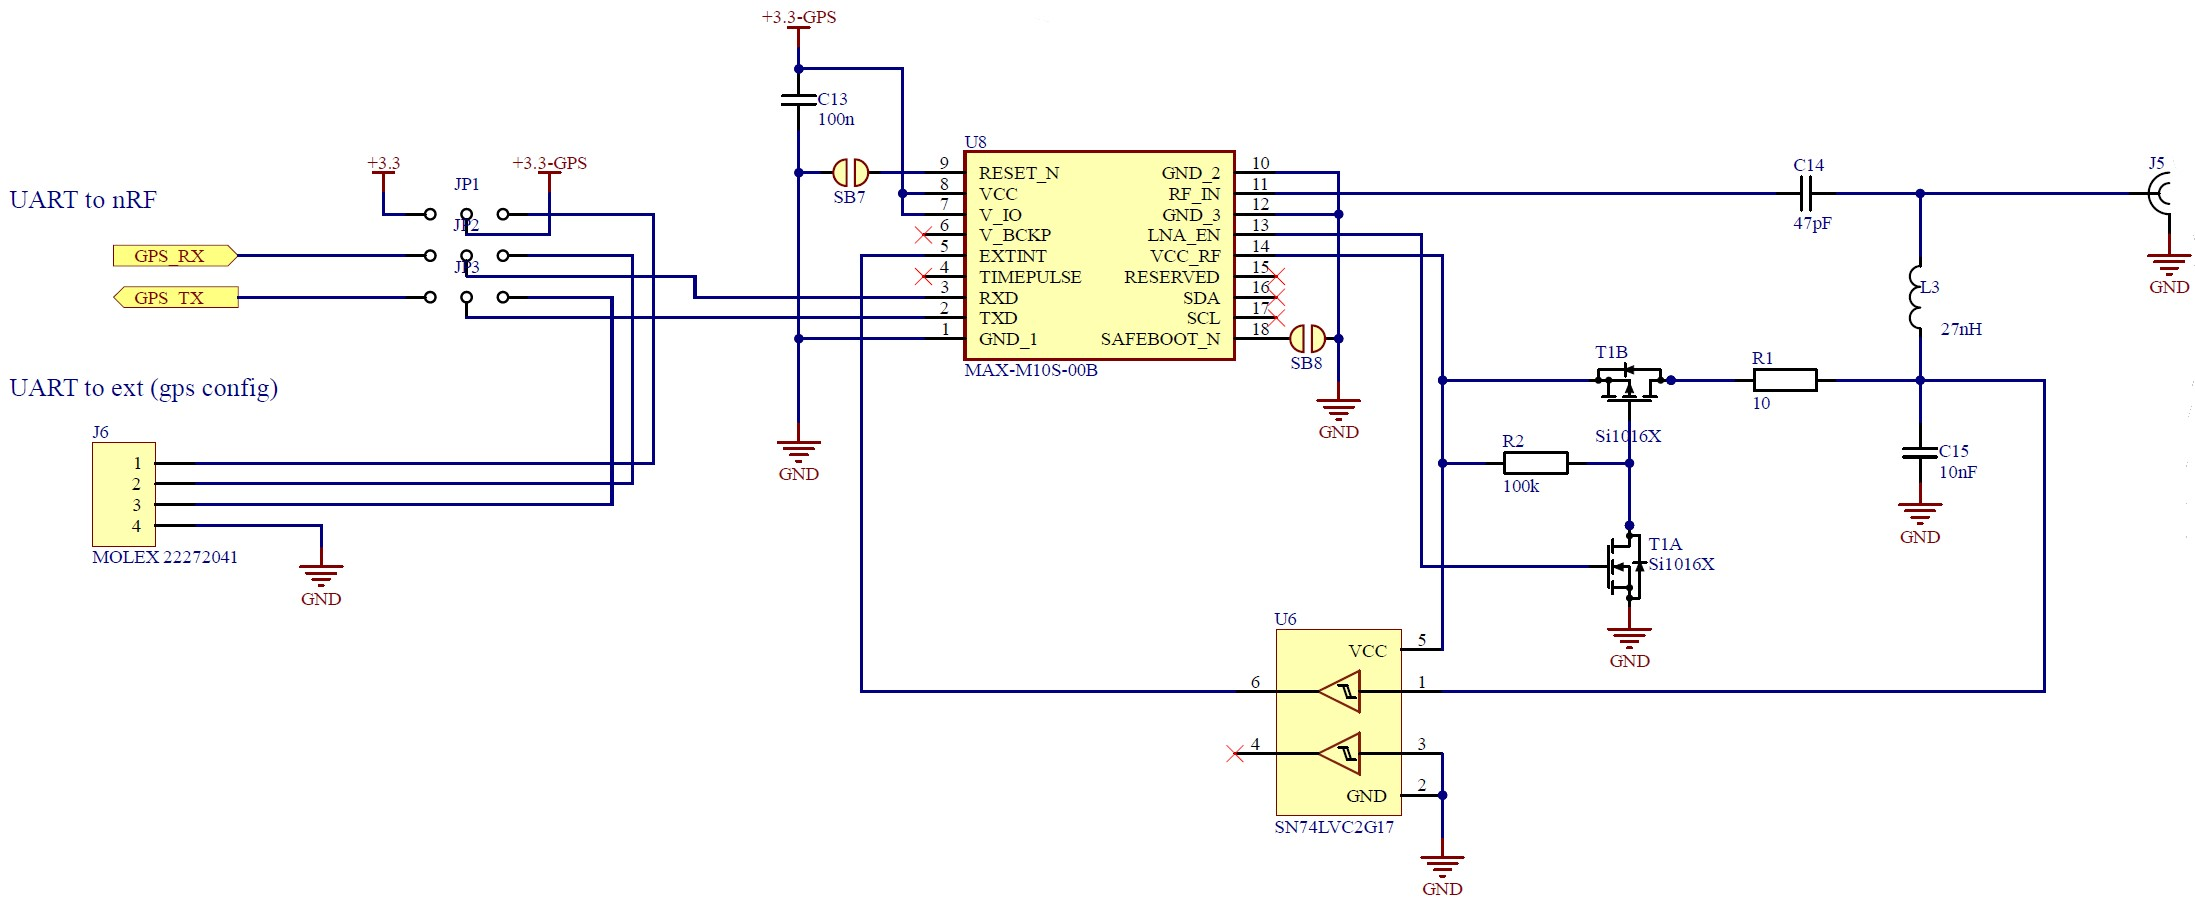 +3.3-GPS
C13
100n
U8
+3.3
+3.3-GPS
JP1
JP2
JP3
UART to nRF
GPS_RX
GPS_TX
SB7
9 RESET_N
8 VCC
7 V_IO
6 V_BCKP
5 EXTINT
4 TIMEPULSE
3 RXD
2 TXD
1 GND_1
GND_2 10
RF_IN 11
GND_3 12
LNA_EN 13
VCC_RF 14
RESERVED 15
SDA 16
SCL 17
SAFEBOOT_N 18
MAX-M10S-00B
SB8
GND
GND
C14
47pF
J5
GND
L3
27nH
T1B
Si1016X
R1
10
R2
100k
C15
10nF
GND
T1A
Si1016X
GND
UART to ext (gps config)
J6
1
2
3
4
MOLEX 22272041
GND
U6
VCC 5
6 1
4 3
GND 2
SN74LVC2G17
GND